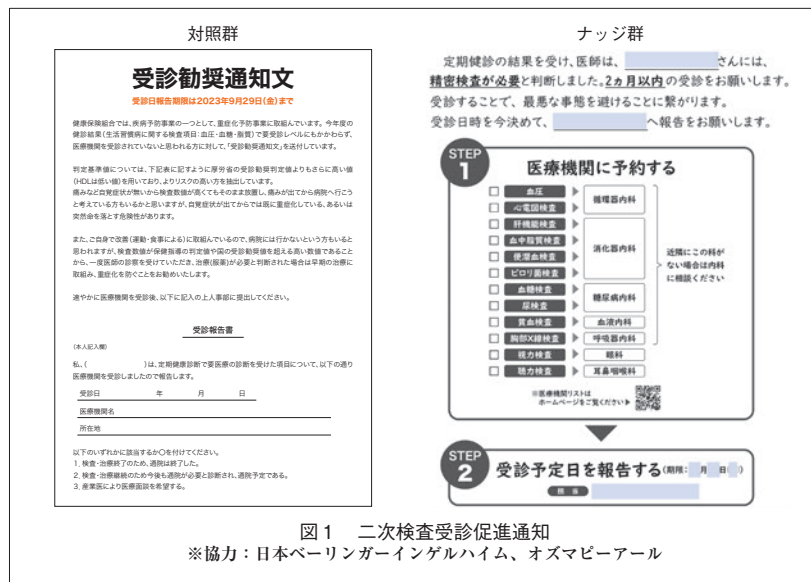 対照群
受診勧奨通知文
受診日報告期限は2023年9月29日(金)まで
健康保険組合では、疾病予防事業の一つとして、重症化予防事業に取組んでいます。今年度の
健診結果(生活習慣病に関する検査項目:血圧・血糖・脂質)で要受診レベルにもかかわらず、
医療機関を受診されていないと思われる方に対して、「受診勧奨通知文」を送付しています。
判定基準値については、下記表に記すように厚労省の受診勧奨判定値よりもさらに高い値
(HDLは低い値)を用いており、よりリスクの高い方を抽出しています。
痛みなど自覚症状が無いから検査数値が高くてもそのまま放置し、痛みが出てから病院へ行こう
と考えている方もいるかと思いますが、自覚症状が出てからでは既に重症化している、あるいは
突然命を落とす危険性があります。
また、ご自身で改善(運動・食事による)に取組んでいるので、病院には行かないという方もいると
思われますが、検査数値が保健指導の判定値や国の受診勧奨値を超える高い数値であること
から、一度医師の診察を受けていただき、治療(服薬)が必要と判断された場合は早期の治療に
取組み、重症化を防ぐことをお勧めいたします。
速やかに医療機関を受診後、以下に記入の上人事部に提出してください。
受診報告書
(本人記入欄)
私、( )は、定期健康診断で要医療の診断を受けた項目について、以下の通り
医療機関を受診しましたので報告します。
受診日 年 月 日
医療機関名
所在地
以下のいずれかに該当するか○を付けてください。
1. 検査・治療終了のため、通院は終了した。
2. 検査・治療継続のため今後も通院が必要と診断され、通院予定である。
3. 産業医により医療面談を希望する。
ナッジ群
定期健診の結果を受け、医師は、 さんには、
精密検査が必要と判断しました。2ヵ月以内の受診をお願いします。
受診することで、最悪な事態を避けることに繋がります。
受診日時を今決めて、 へ報告をお願いします。
STEP
1
医療機関に予約する
血圧
心電図検査
循環器内科
肝機能検査
血中脂質検査
便潜血検査
ピロリ菌検査
消化器内科
血糖検査
尿検査
糖尿病内科
貧血検査
血液内科
胸部X線検査
呼吸器内科
視力検査
眼科
聴力検査
耳鼻咽喉科
近隣にこの科が
ない場合は内科
に相談ください
※医療機関リストは
ホームページをご覧ください▶
STEP
2
受診予定日を報告する(期限: 月 日( ))
担当
図1 二次検査受診促進通知
※協力:日本ベーリンガーインゲルハイム、オズマピーアール